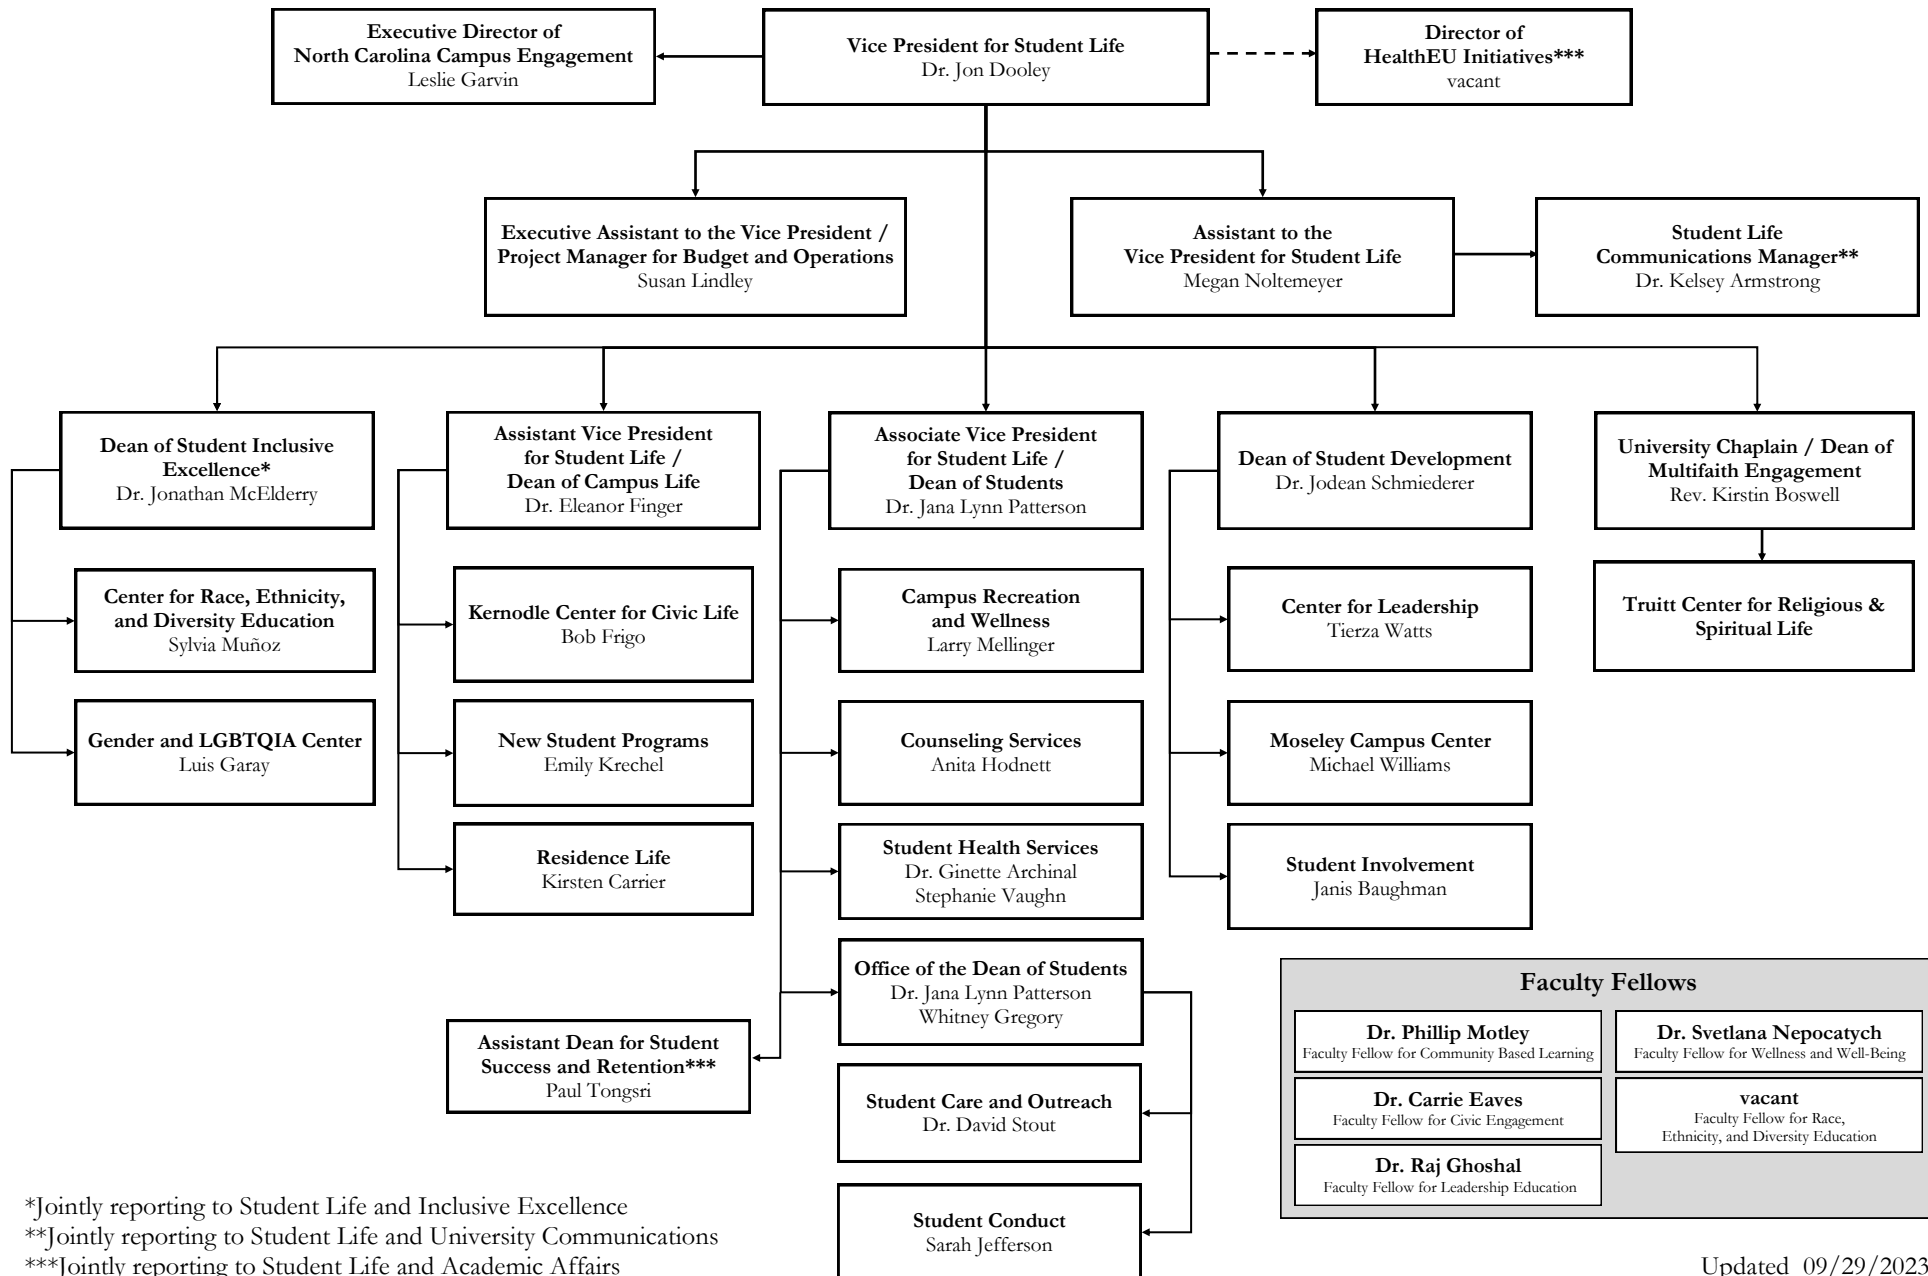 Executive Director of
North Carolina Campus Engagement
Leslie Garvin
Vice President for Student Life
Dr. Jon Dooley
Director of
HealthEU Initiatives***
vacant
Executive Assistant to the Vice President /
Project Manager for Budget and Operations
Susan Lindley
Assistant to the
Vice President for Student Life
Megan Noltemeyer
Student Life
Communications Manager**
Dr. Kelsey Armstrong
Dean of Student Inclusive
Excellence*
Dr. Jonathan McElderry
Assistant Vice President
for Student Life /
Dean of Campus Life
Dr. Eleanor Finger
Associate Vice President
for Student Life /
Dean of Students
Dr. Jana Lynn Patterson
Dean of Student Development
Dr. Jodean Schmiederer
University Chaplain / Dean of
Multifaith Engagement
Rev. Kirstin Boswell
Center for Race, Ethnicity,
and Diversity Education
Sylvia Muñoz
Kernodle Center for Civic Life
Bob Frigo
Campus Recreation
and Wellness
Larry Mellinger
Center for Leadership
Tierza Watts
Truitt Center for Religious &
Spiritual Life
Gender and LGBTQIA Center
Luis Garay
New Student Programs
Emily Krechel
Counseling Services
Anita Hodnett
Moseley Campus Center
Michael Williams
Residence Life
Kirsten Carrier
Student Health Services
Dr. Ginette Archinal
Stephanie Vaughn
Student Involvement
Janis Baughman
Office of the Dean of Students
Dr. Jana Lynn Patterson
Whitney Gregory
Assistant Dean for Student
Success and Retention***
Paul Tongsri
Student Care and Outreach
Dr. David Stout
Student Conduct
Sarah Jefferson
Faculty Fellows
Dr. Phillip Motley
Faculty Fellow for Community Based Learning
Dr. Svetlana Nepocatych
Faculty Fellow for Wellness and Well-Being
Dr. Carrie Eaves
Faculty Fellow for Civic Engagement
vacant
Faculty Fellow for Race,
Ethnicity, and Diversity Education
Dr. Raj Ghoshal
Faculty Fellow for Leadership Education
*Jointly reporting to Student Life and Inclusive Excellence
**Jointly reporting to Student Life and University Communications
***Jointly reporting to Student Life and Academic Affairs
Updated 09/29/2023